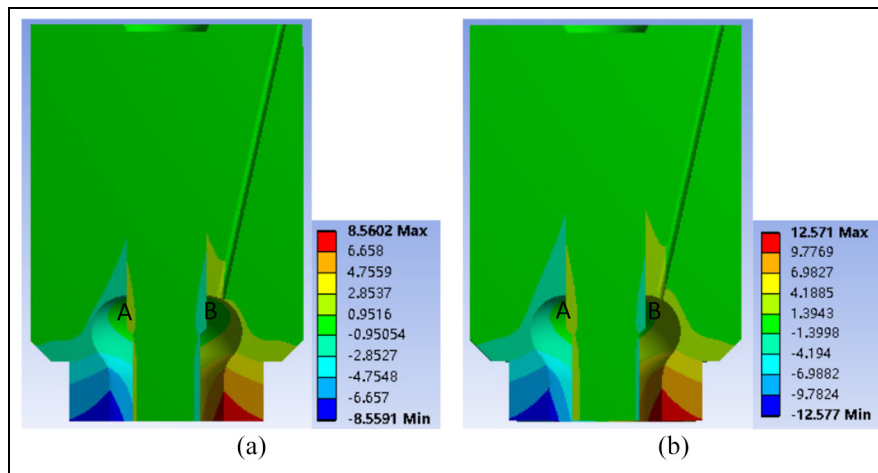 A
B
8.5602 Max
6.658
4.7559
2.8537
0.9516
-0.95054
-2.8527
-4.7548
-6.657
-8.5591 Min
(a)
A
B
12.571 Max
9.7769
6.9827
4.1885
1.3943
-1.3998
-4.194
-6.9882
-9.7824
-12.577 Min
(b)